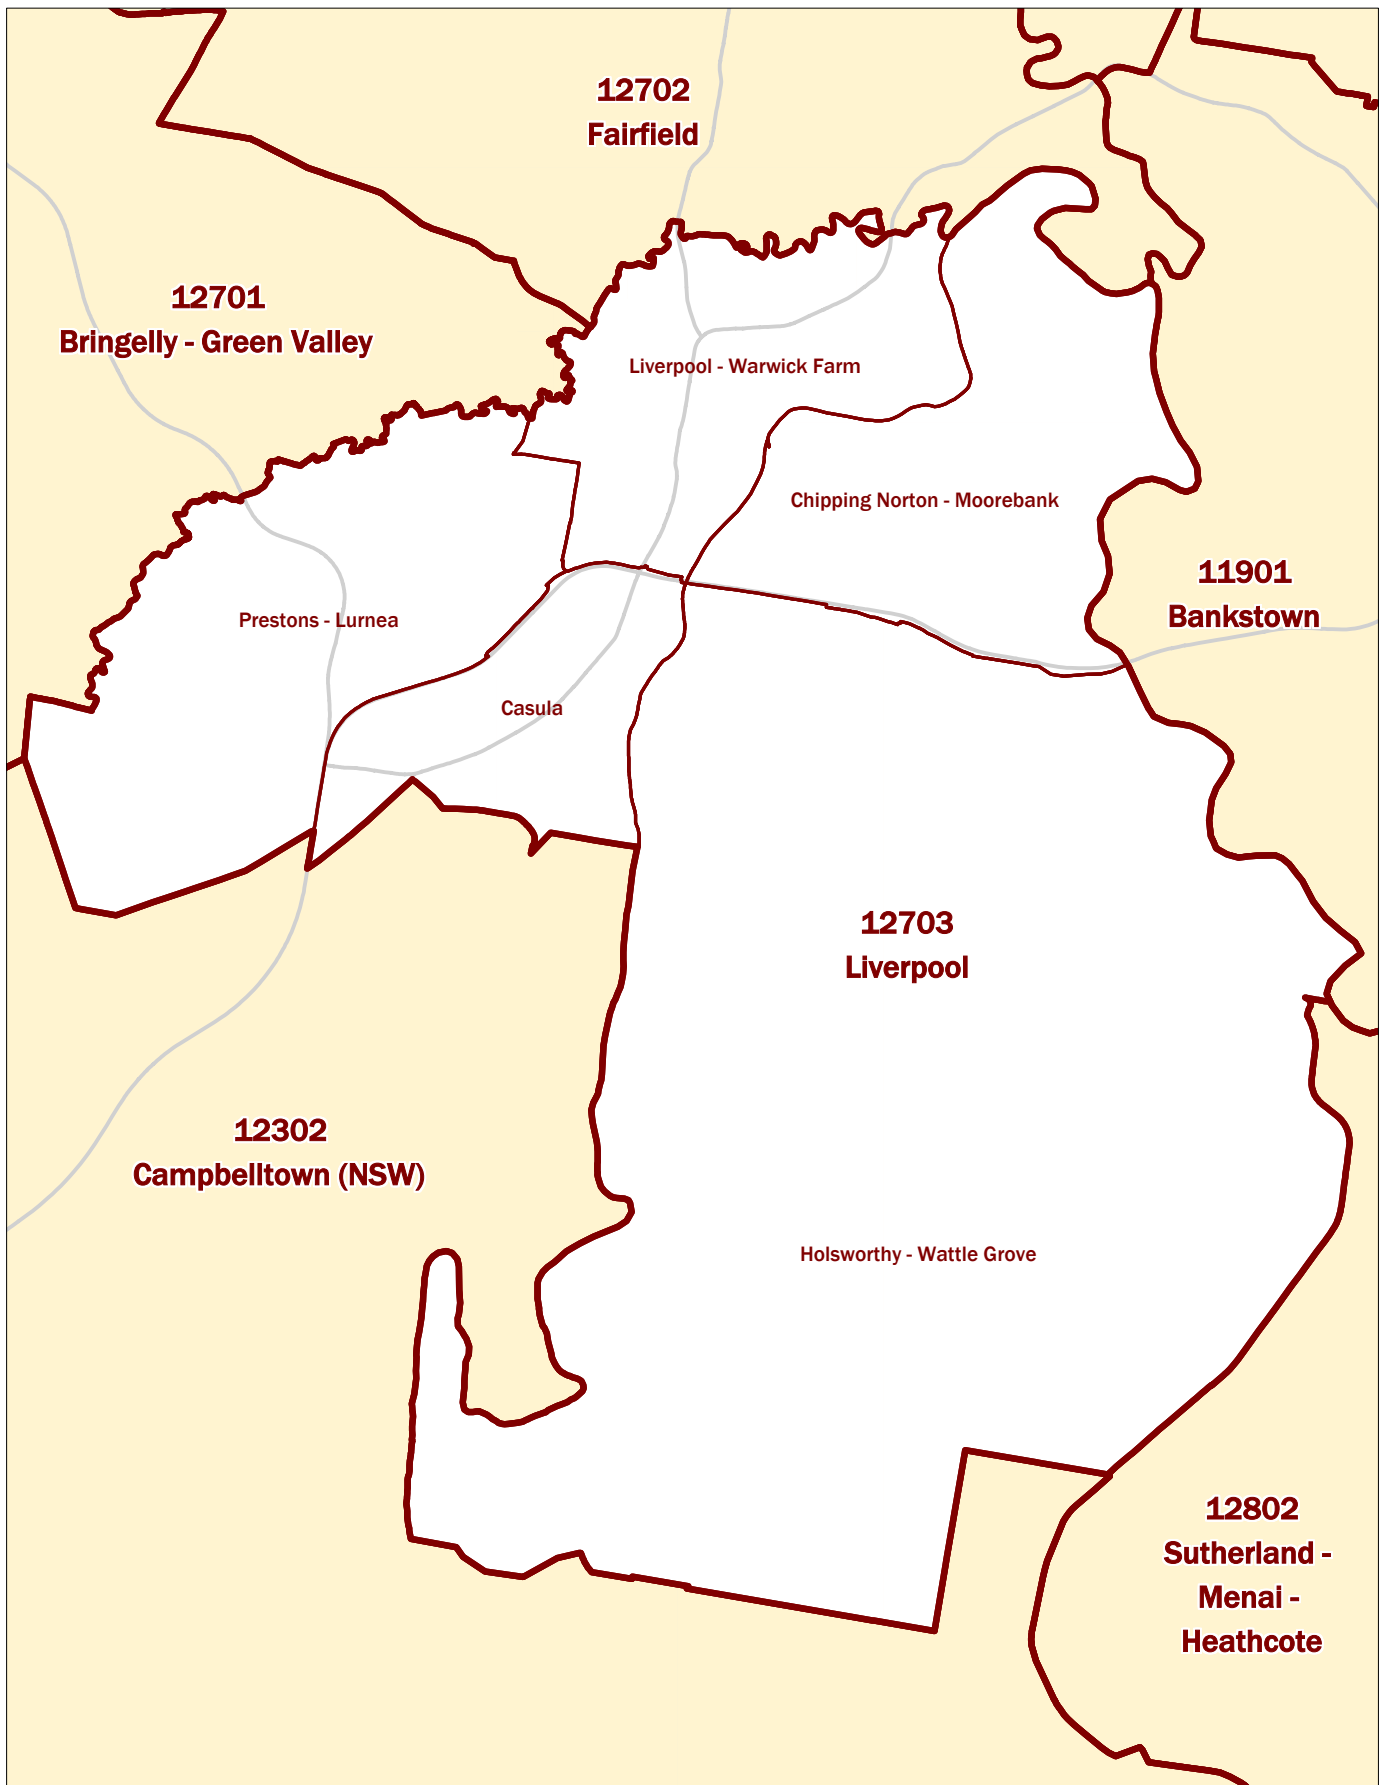 12702
Fairfield
12701
Bringelly - Green Valley
Liverpool - Warwick Farm
Chipping Norton - Moorebank
11901
Bankstown
Prestons - Lurnea
Casula
12703
Liverpool
12302
Campbelltown (NSW)
Holsworthy - Wattle Grove
12802
Sutherland -
Menai -
Heathcote